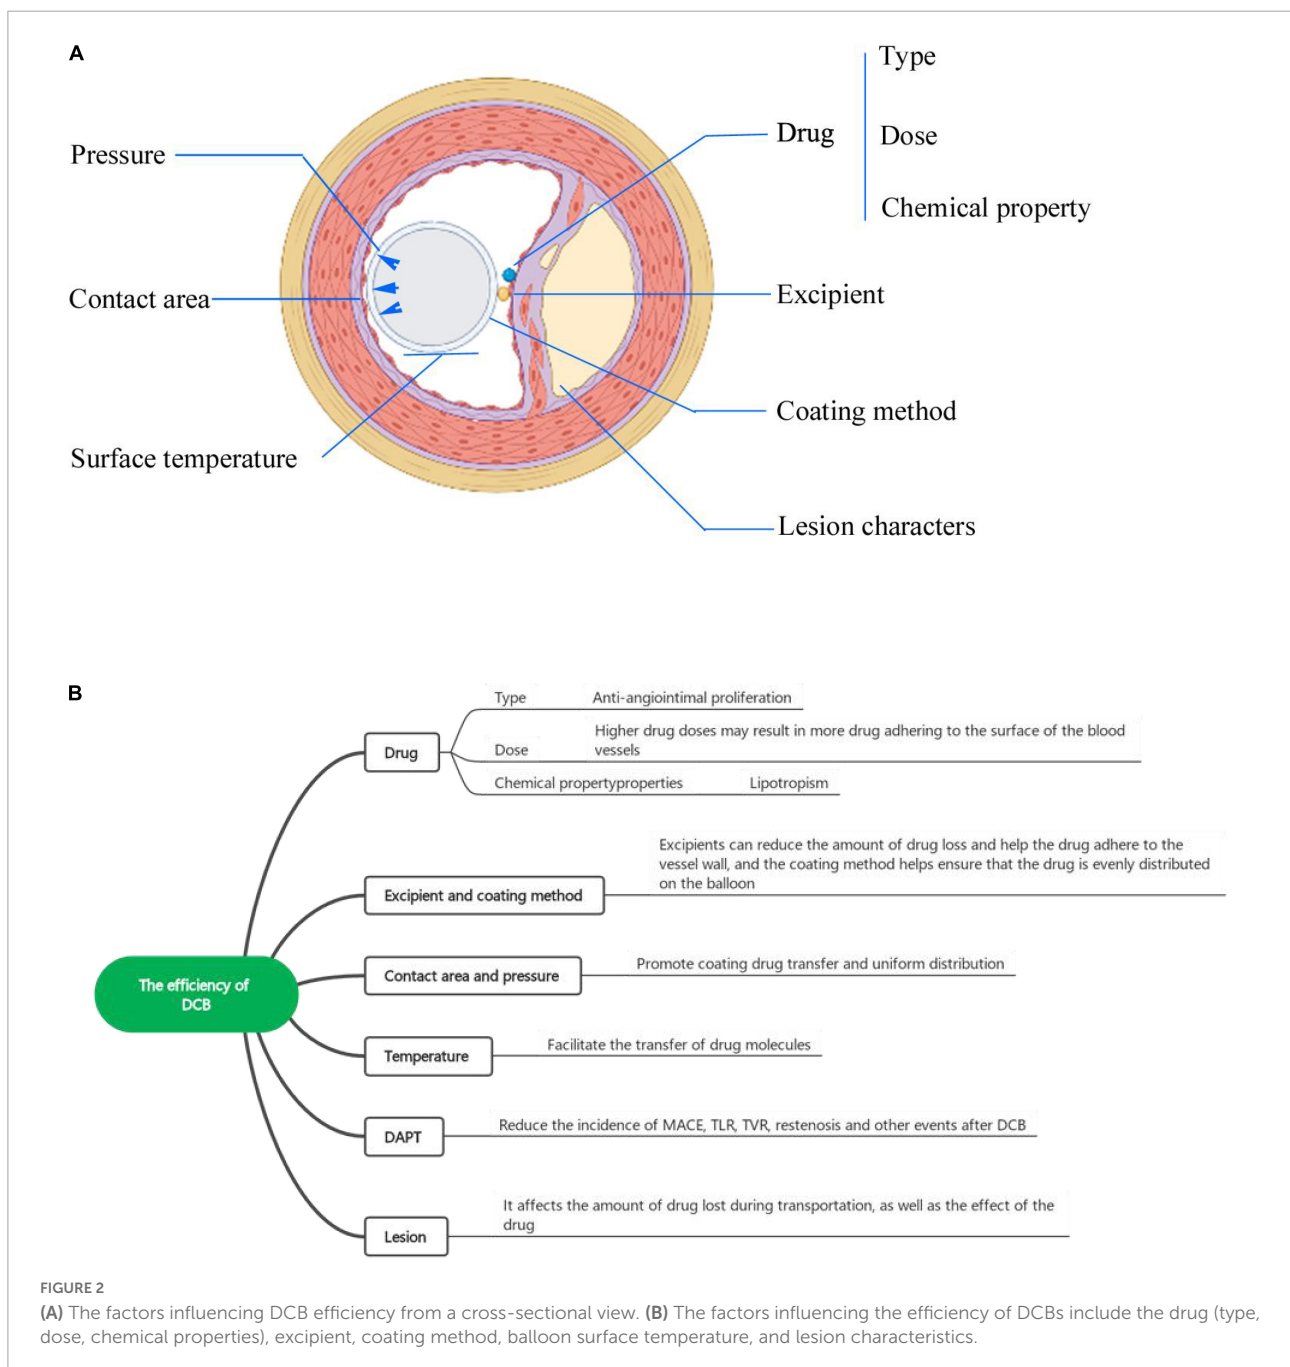 A
Type
Drug
Dose
Pressure
Chemical property
Contact area
Excipient
Coating method
Surface temperature
Lesion characters
B
Type Anti-angiointimal proliferation
Higher drug doses may result in more drug adhering to the surface of the blood
Drug
Dose vessels
Chemical propertyproperties Lipotropism
Excipients can reduce the amount of drug loss and help the drug adhere to the
vessel wall, and the coating method helps ensure that the drug is evenly distributed
on the balloon
Excipient and coating method
Contact area and pressure
Promote coating drug transfer and uniform distribution
The efficiency of
DCB
Temperature
Facilitate the transfer of drug molecules
DAPT
Reduce the incidence of MACE, TLR, TVR, restenosis and other events after DCB
It affects the amount of drug lost during transportation, as well as the effect of the
drug
Lesion
FIGURE 2
(A) The factors influencing DCB efficiency from a cross-sectional view. (B) The factors influencing the efficiency of DCBs include the drug (type,
dose, chemical properties), excipient, coating method, balloon surface temperature, and lesion characteristics.